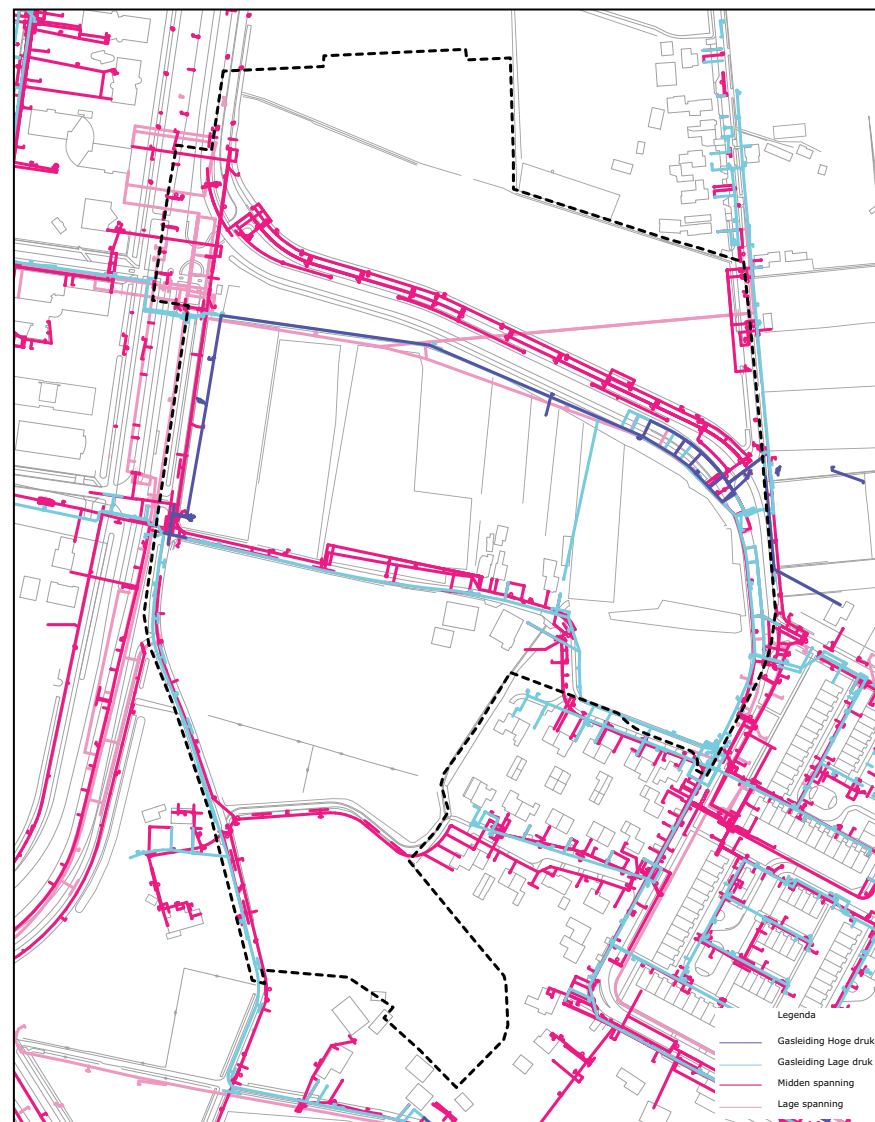 Legenda
Gasleiding Hoge druk
Gasleiding Lage druk
Midden spanning
Lage spanning